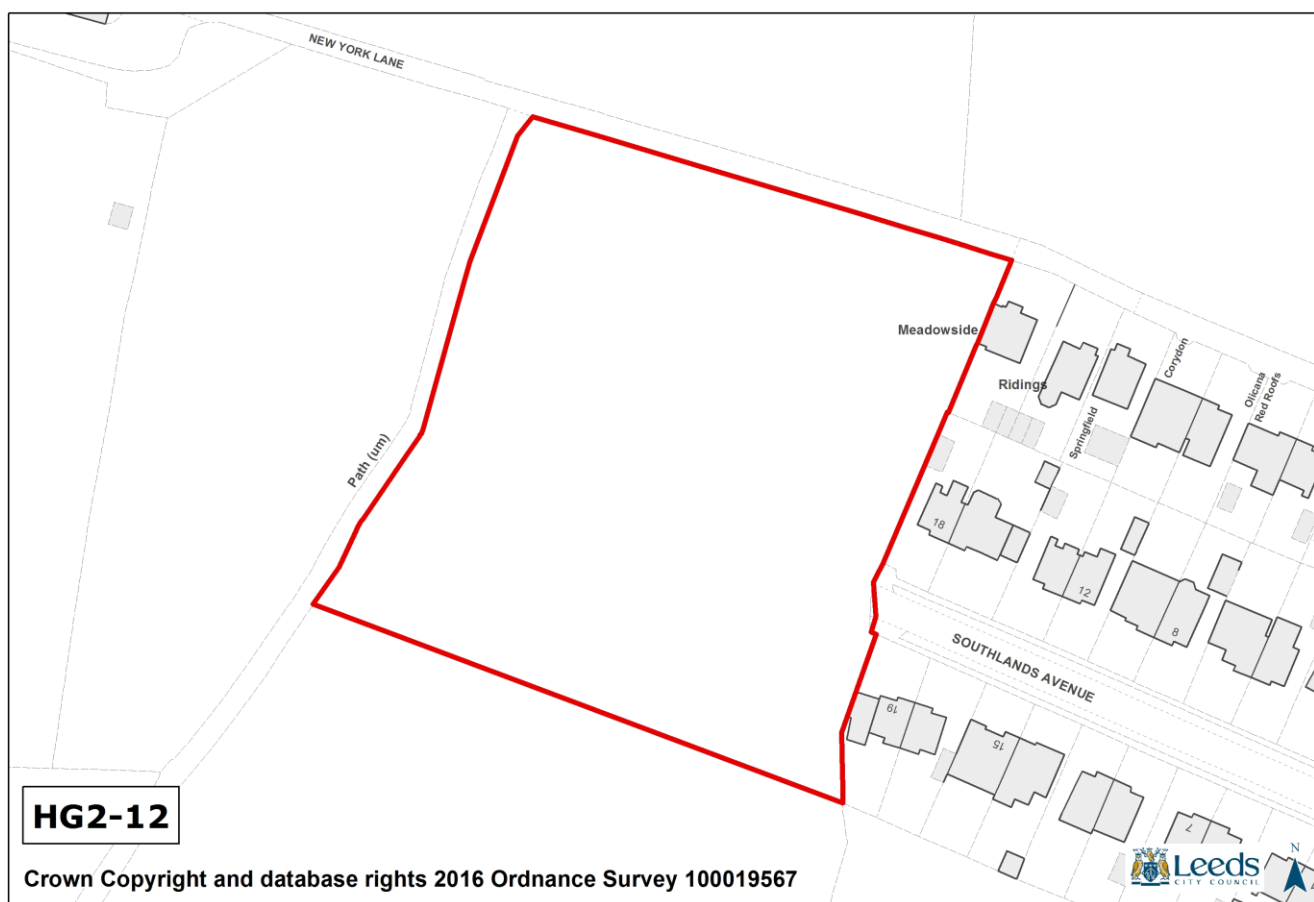 NEW YORK LANE
Meadowside
Corydon
Ridings
Olicana
Red Roofs
Springfield
Path (um)
18
12
8
SOUTHLANDS AVENUE
19
15
7
HG2-12
N
Leeds
CITY COUNCIL
Crown Copyright and database rights 2016 Ordnance Survey 100019567